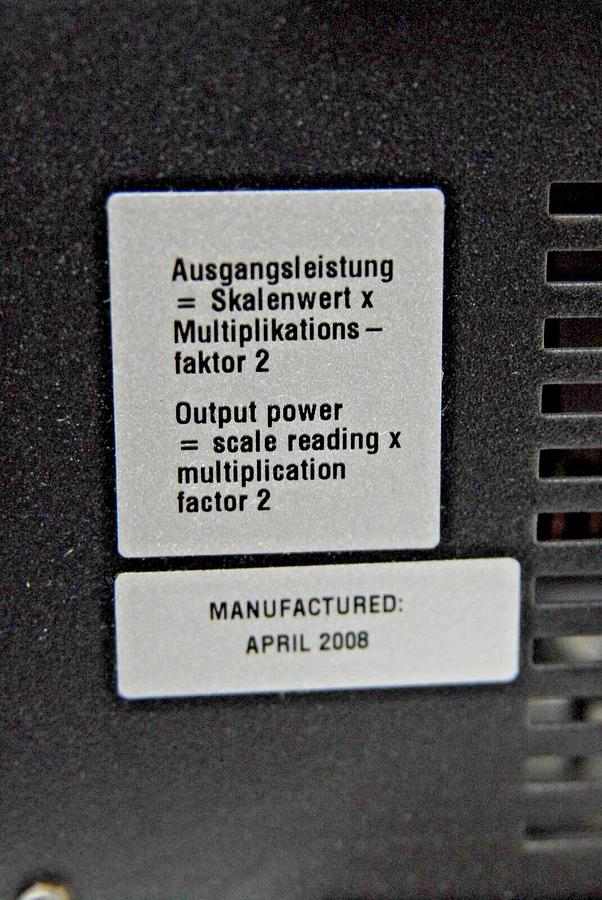 Ausgangsleistung
= Skalenwert x
Multiplikations–
faktor 2
Output power
= scale reading x
multiplication
factor 2
MANUFACTURED:
APRIL 2008